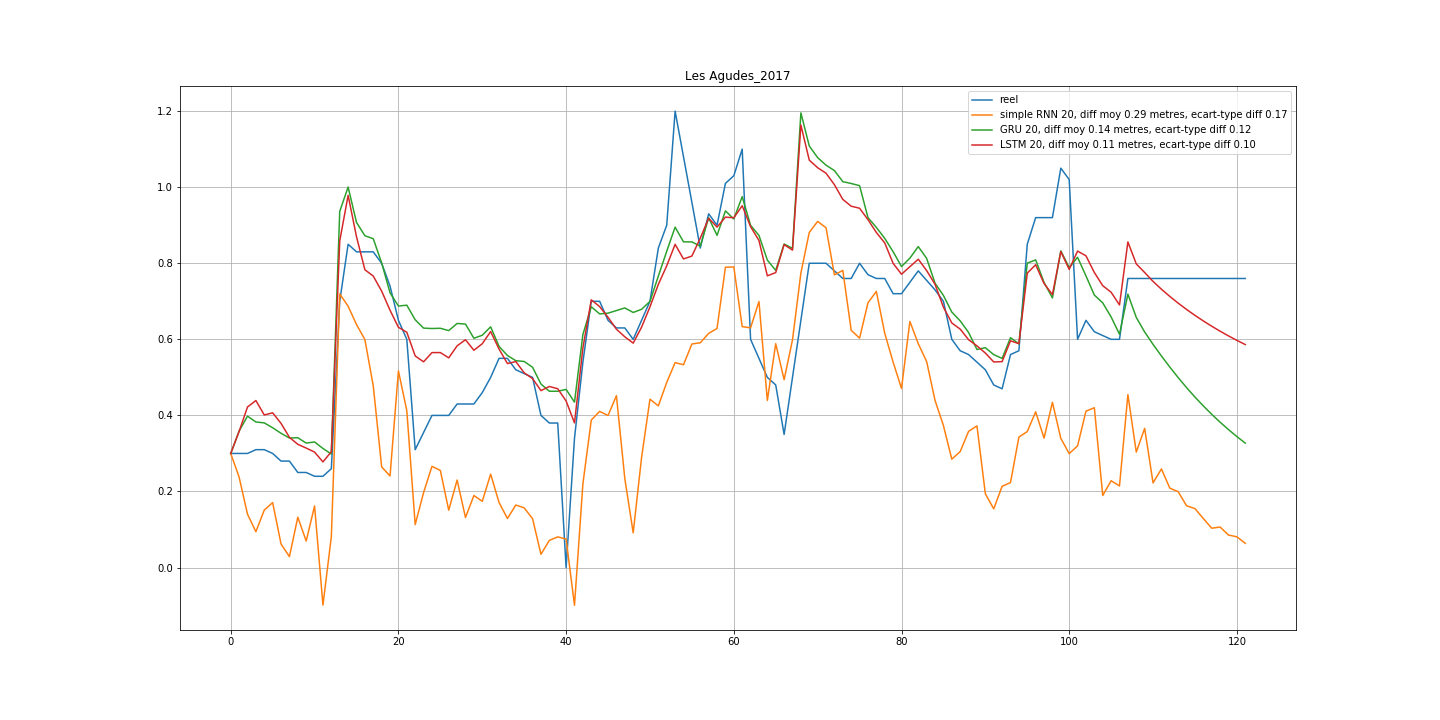 Les Agudes_2017
reel
simple RNN 20, diff moy 0.29 metres, ecart-type diff 0.17
GRU 20, diff moy 0.14 metres, ecart-type diff 0.12
LSTM 20, diff moy 0.11 metres, ecart-type diff 0.10
1.2
1.0
0.8
0.6
0.4
0.2
0.0
0 20 40 60 80 100 120